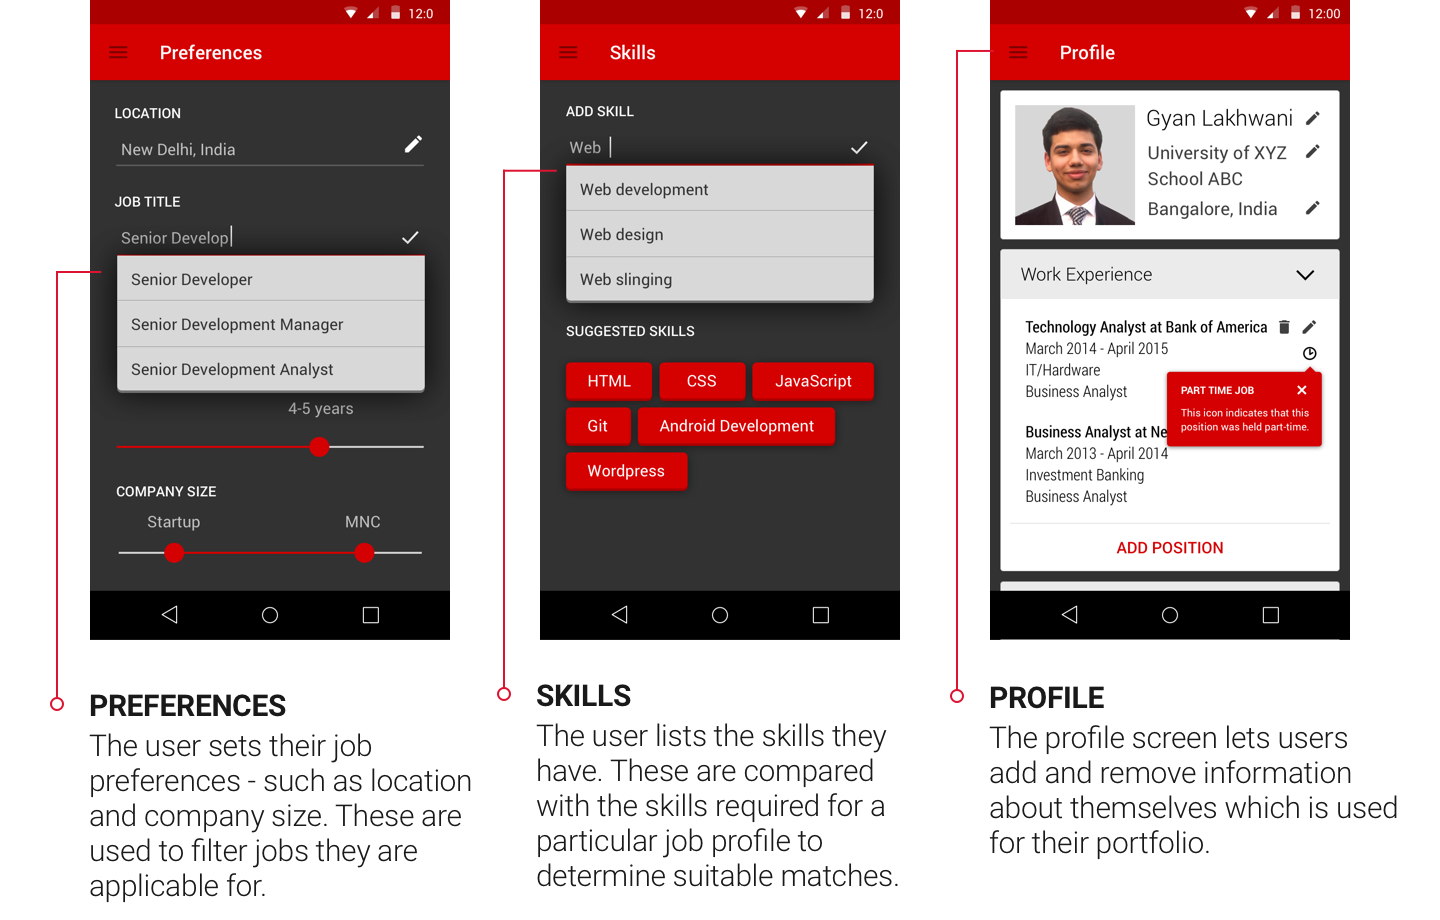 12:0
Preferences
LOCATION
New Delhi, India
JOB TITLE
Senior Develop
Senior Developer
Senior Development Manager
Senior Development Analyst
4-5 years
COMPANY SIZE
Startup MNC
PREFERENCES
The user sets their job
preferences - such as location
and company size. These are
used to filter jobs they are
applicable for.
12:0
Skills
ADD SKILL
Web
Web development
Web design
Web slinging
SUGGESTED SKILLS
HTML CSS JavaScript
Git Android Development
Wordpress
SKILLS
The user lists the skills they
have. These are compared
with the skills required for a
particular job profile to
determine suitable matches.
12:00
Profile
Gyan Lakhwani
University of XYZ
School ABC
Bangalore, India
Work Experience
Technology Analyst at Bank of America
March 2014 - April 2015
IT/Hardware
Business Analyst
PART TIME JOB
This icon indicates that this
position was held part-time.
Business Analyst at Ne
March 2013 - April 2014
Investment Banking
Business Analyst
ADD POSITION
PROFILE
The profile screen lets users
add and remove information
about themselves which is used
for their portfolio.